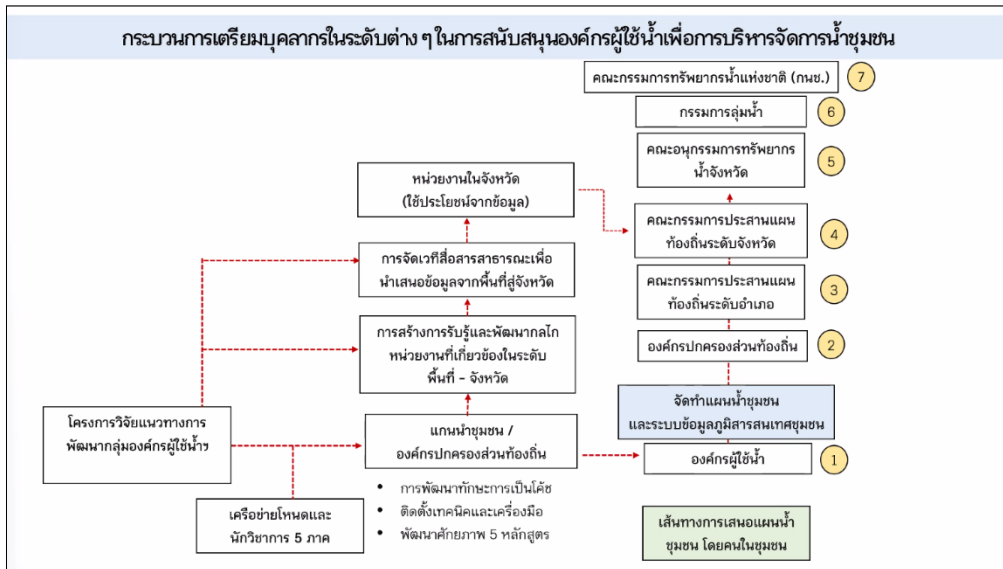 กระบวนการเตรียมบุคลากรในระดับต่าง ๆ ในการสนับสนุนองค์กรผู้ใช้น้ำเพื่อการบริหารจัดการน้ำชุมชน
คณะกรรมการทรัพยากรน้ำแห่งชาติ (กนช.)
7
กรรมการลุ่มน้ำ
6
คณะอนุกรรมการทรัพยากร
น้ำจังหวัด
5
หน่วยงานในจังหวัด
(ใช้ประโยชน์จากข้อมูล)
คณะกรรมการประสานแผน
ท้องถิ่นระดับจังหวัด
4
การจัดเวทีสื่อสารสาธารณะเพื่อ
นำเสนอข้อมูลจากพื้นที่สู่จังหวัด
คณะกรรมการประสานแผน
ท้องถิ่นระดับอำเภอ
3
การสร้างการรับรู้และพัฒนากลไก
หน่วยงานที่เกี่ยวข้องในระดับ
พื้นที่ - จังหวัด
องค์กรปกครองส่วนท้องถิ่น
2
จัดทำแผนน้ำชุมชน
และระบบข้อมูลภูมิสารสนเทศชุมชน
โครงการวิจัยแนวทางการ
พัฒนากลุ่มองค์กรผู้ใช้น้ำฯ
แกนนำชุมชน /
องค์กรปกครองส่วนท้องถิ่น
องค์กรผู้ใช้น้ำ
1
• การพัฒนาทักษะการเป็นโค้ช
• ติดตั้งเทคนิคและเครื่องมือ
• พัฒนาศักยภาพ 5 หลักสูตร
เครือข่ายโหนดและ
นักวิชาการ 5 ภาค
เส้นทางการเสนอแผนน้ำ
ชุมชน โดยคนในชุมชน